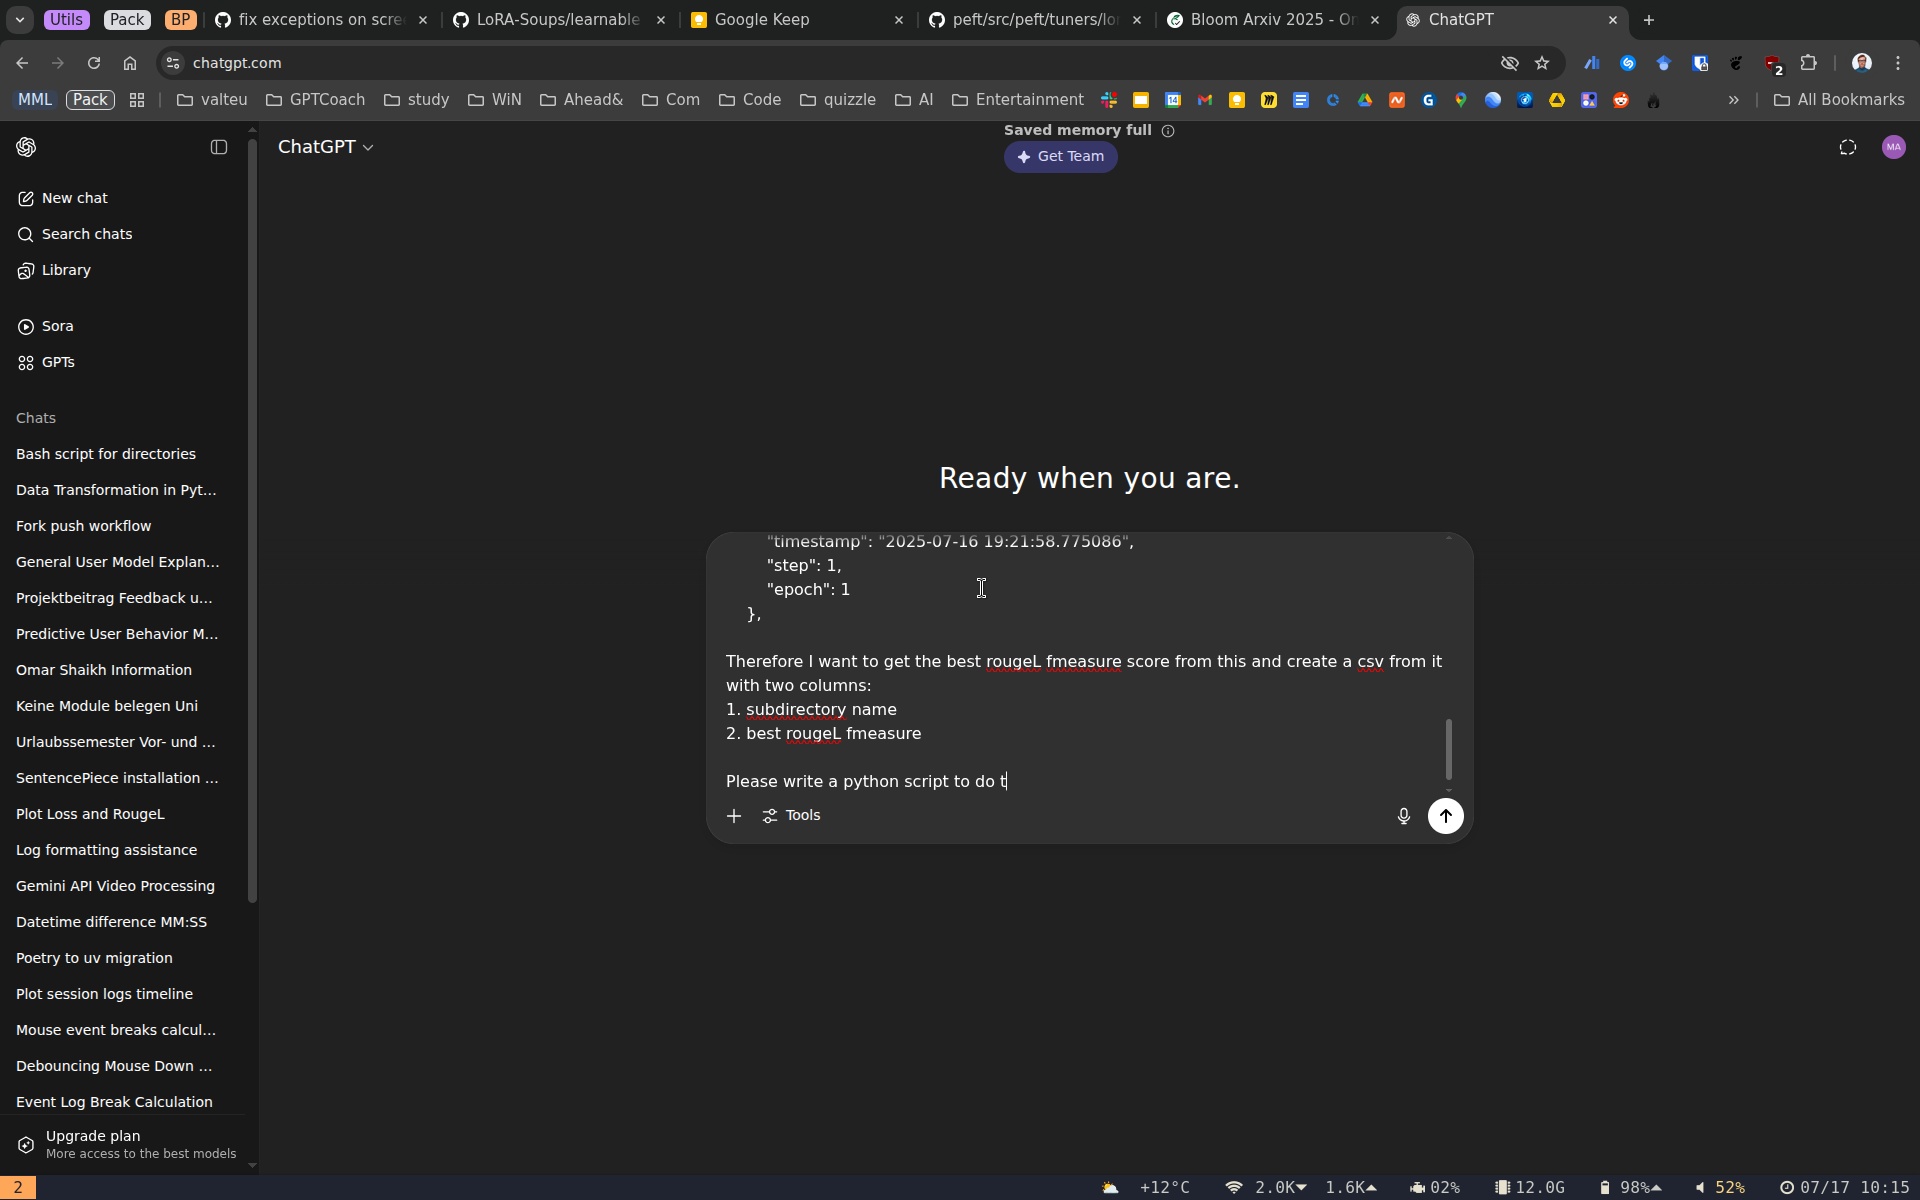 Utils
Pack
BP
fix exceptions on scre
LoRA-Soups/learnable
Google Keep
peft/src/peft/tuners/lor
Bloom Arxiv 2025 - On
ChatGPT
chatgpt.com
2
MML
Pack
valteu
GPTCoach
study
WiN
Ahead&
Com
Code
quizzle
AI
Entertainment
All Bookmarks
ChatGPT
Saved memory full
Get Team
MA
New chat
Search chats
Library
Sora
GPTs
Chats
Bash script for directories
Data Transformation in Pyt...
Fork push workflow
General User Model Explan...
Projektbeitrag Feedback u...
Predictive User Behavior M...
Omar Shaikh Information
Keine Module belegen Uni
Urlaubssemester Vor- und ...
SentencePiece installation ...
Plot Loss and RougeL
Log formatting assistance
Gemini API Video Processing
Datetime difference MM:SS
Poetry to uv migration
Plot session logs timeline
Mouse event breaks calcul...
Debouncing Mouse Down ...
Event Log Break Calculation
Upgrade plan
More access to the best models
Ready when you are.
"timestamp": "2025-07-16 19:21:58.775086",
"step": 1,
"epoch": 1
},
Therefore I want to get the best rougeL fmeasure score from this and create a csv from it
with two columns:
1. subdirectory name
2. best rougeL fmeasure
Please write a python script to do t
Tools
2
+12°C
2.0K
1.6K
02%
12.0G
98%
52%
07/17 10:15